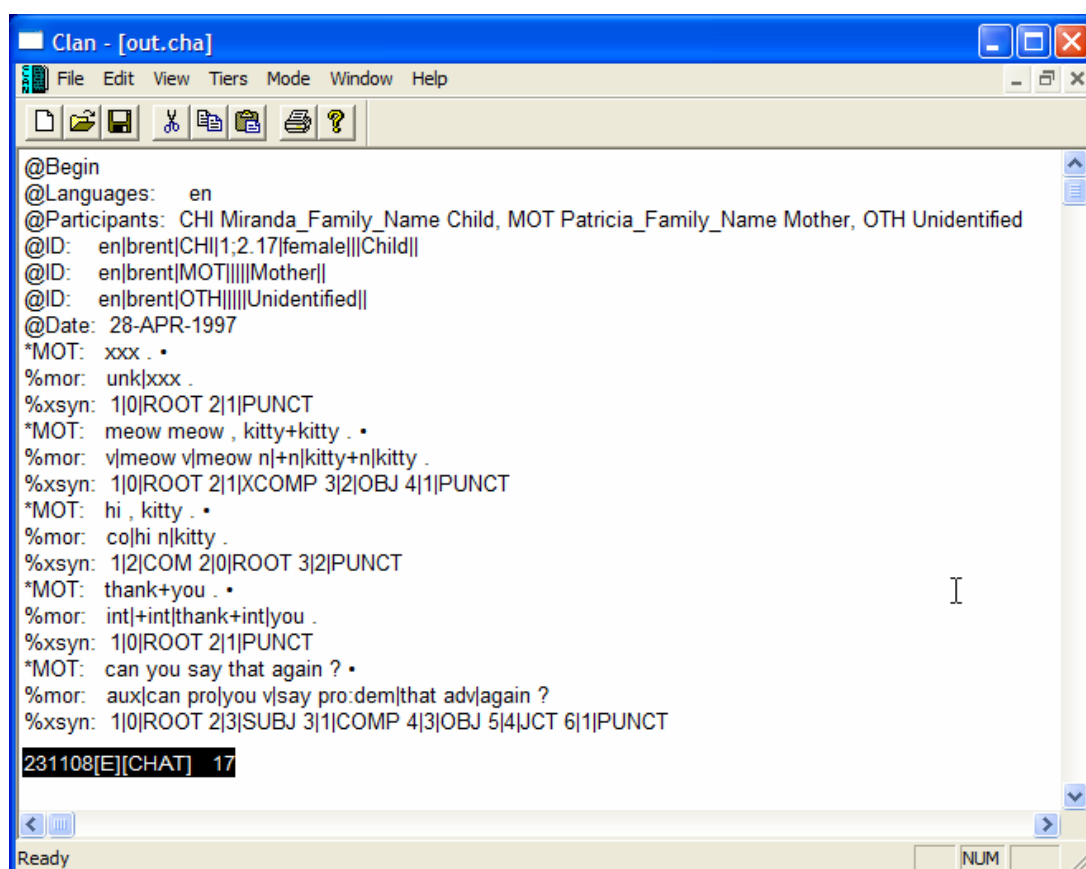 Clan - [out.cha]
File Edit View Tiers Mode Window Help
@Begin
@Languages: en
@Participants: CHI Miranda_Family_Name Child, MOT Patricia_Family_Name Mother, OTH Unidentified
@ID: en|brent|CHI|1;2.17|female|||Child||
@ID: en|brent|MOT|||||Mother||
@ID: en|brent|OTH|||||Unidentified||
@Date: 28-APR-1997
*MOT: xxx . •
%mor: unk|xxx .
%xsyn: 1|0|ROOT 2|1|PUNCT
*MOT: meow meow , kitty+kitty . •
%mor: v|meow v|meow n|+n|kitty+n|kitty .
%xsyn: 1|0|ROOT 2|1|XCOMP 3|2|OBJ 4|1|PUNCT
*MOT: hi , kitty . •
%mor: co|hi n|kitty .
%xsyn: 1|2|COM 2|0|ROOT 3|2|PUNCT
*MOT: thank+you . •
%mor: int|+int|thank+int|you .
%xsyn: 1|0|ROOT 2|1|PUNCT
*MOT: can you say that again ? •
%mor: aux|can pro|you v|say pro:dem|that adv|again ?
%xsyn: 1|0|ROOT 2|3|SUBJ 3|1|COMP 4|3|OBJ 5|4|JCT 6|1|PUNCT
231108[E][CHAT] 17
Ready NUM